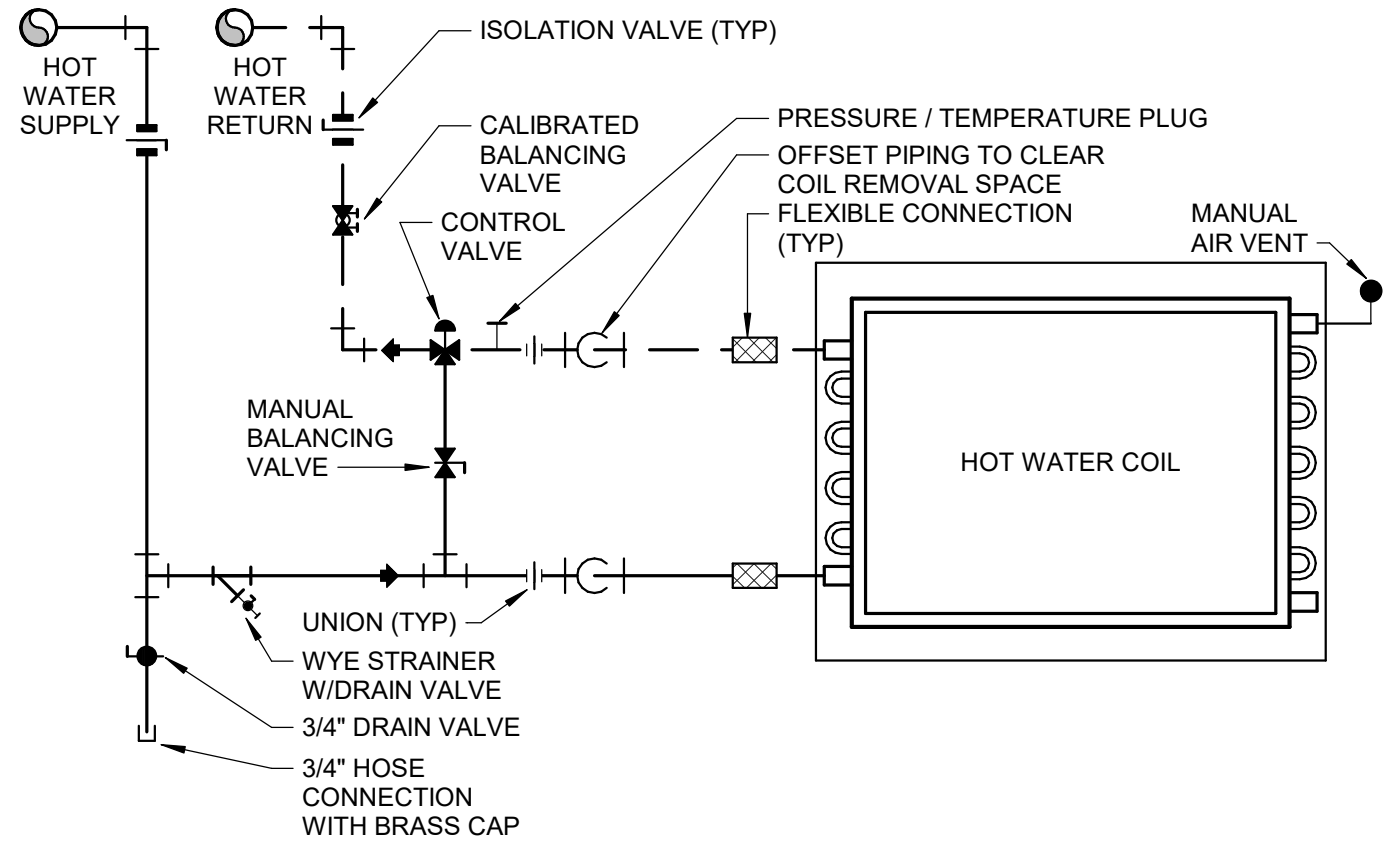 HOT
WATER
SUPPLY
HOT
WATER
RETURN
ISOLATION VALVE (TYP)
CALIBRATED
BALANCING
VALVE
CONTROL
VALVE
PRESSURE / TEMPERATURE PLUG
OFFSET PIPING TO CLEAR
COIL REMOVAL SPACE
FLEXIBLE CONNECTION
(TYP)
MANUAL
AIR VENT
MANUAL
BALANCING
VALVE
HOT WATER COIL
UNION (TYP)
WYE STRAINER
W/DRAIN VALVE
3/4" DRAIN VALVE
3/4" HOSE
CONNECTION
WITH BRASS CAP